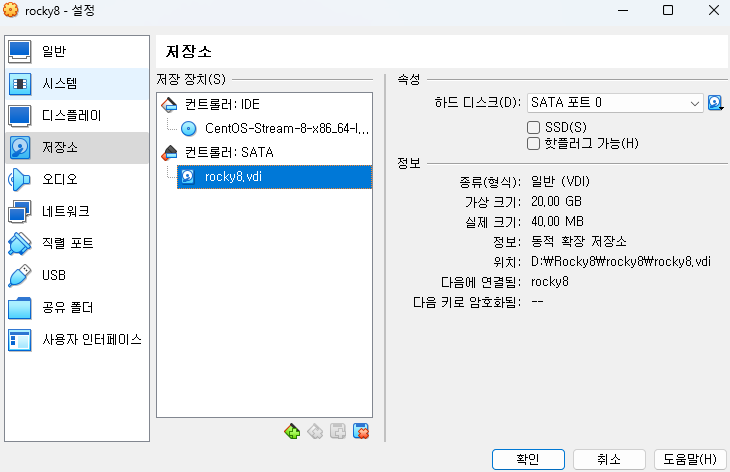 rocky8 - 설정
일반
시스템
디스플레이
저장소
오디오
네트워크
직렬 포트
USB
공유 폴더
사용자 인터페이스
저장소
저장 장치(S)
컨트롤러: IDE
CentOS-Stream-8-x86_64-l...
컨트롤러: SATA
rocky8.vdi
속성
하드 디스크(D): SATA 포트 0
SSD(S)
핫플러그 가능(H)
정보
종류(형식): 일반 (VDI)
가상 크기: 20.00 GB
실제 크기: 40.00 MB
정보: 동적 확장 저장소
위치: D:₩Rocky8₩rocky8₩rocky8.vdi
다음에 연결됨: rocky8
다음 키로 암호화됨: --
확인
취소
도움말(H)